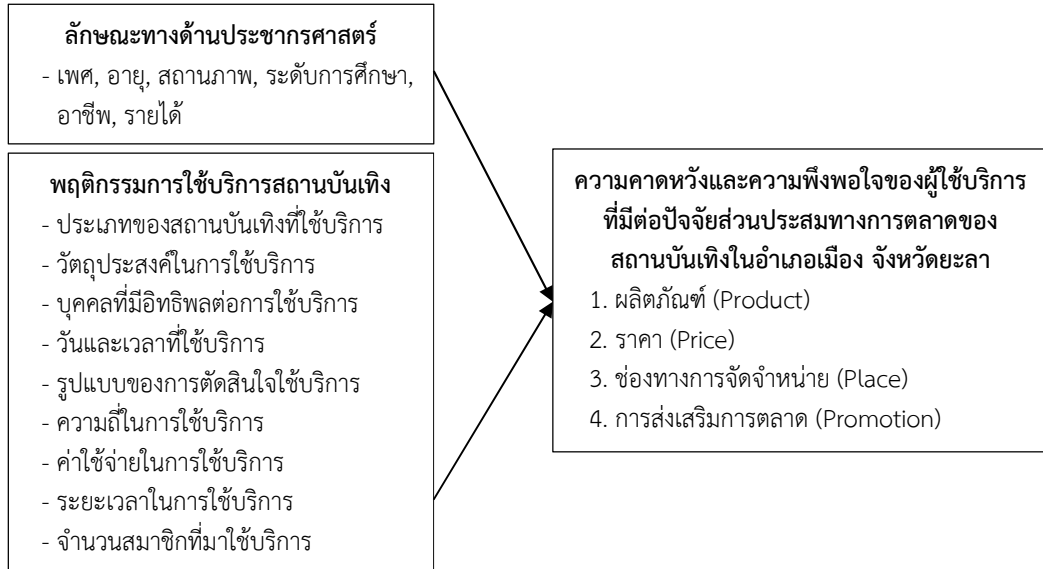 ลักษณะทางด้านประชากรศาสตร์
- เพศ, อายุ, สถานภาพ, ระดับการศึกษา,
อาชีพ, รายได้
พฤติกรรมการใช้บริการสถานบันเทิง
- ประเภทของสถานบันเทิงที่ใช้บริการ
- วัตถุประสงค์ในการใช้บริการ
- บุคคลที่มีอิทธิพลต่อการใช้บริการ
- วันและเวลาที่ใช้บริการ
- รูปแบบของการตัดสินใจใช้บริการ
- ความถี่ในการใช้บริการ
- ค่าใช้จ่ายในการใช้บริการ
- ระยะเวลาในการใช้บริการ
- จำนวนสมาชิกที่มาใช้บริการ
ความคาดหวังและความพึงพอใจของผู้ใช้บริการ
ที่มีต่อปัจจัยส่วนประสมทางการตลาดของ
สถานบันเทิงในอำเภอเมือง จังหวัดยะลา
1. ผลิตภัณฑ์ (Product)
2. ราคา (Price)
3. ช่องทางการจัดจำหน่าย (Place)
4. การส่งเสริมการตลาด (Promotion)